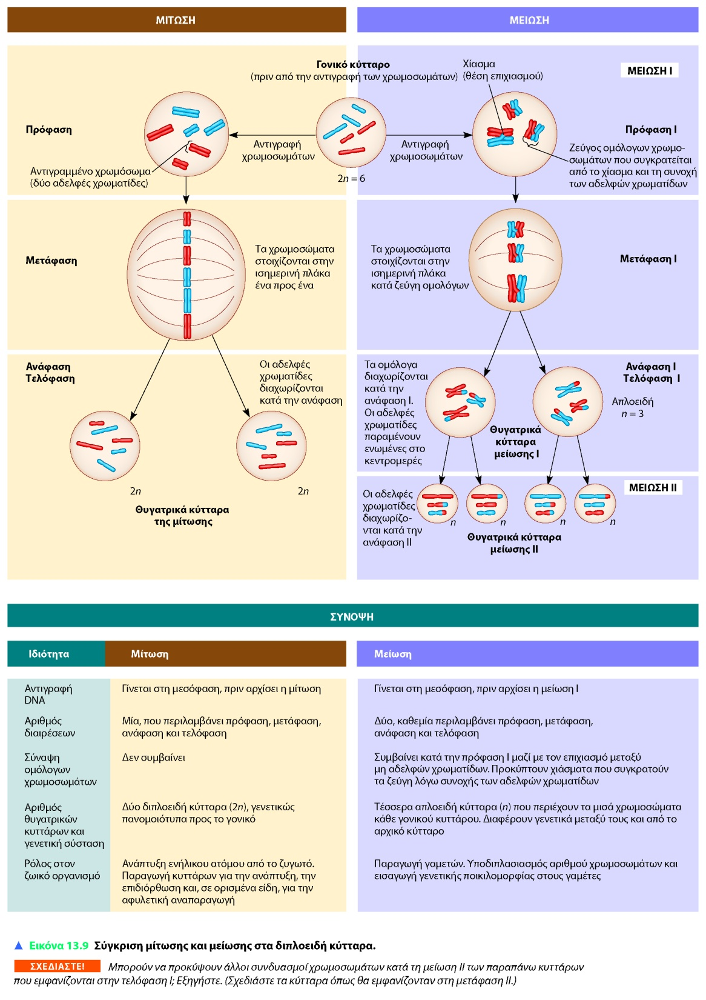 ΜΙΤΩΣΗ
ΜΕΙΩΣΗ
Γονικό κύτταρο
(πριν από την αντιγραφή των χρωμοσωμάτων)
Χίασμα
(θέση επιχιασμού)
ΜΕΙΩΣΗ Ι
Πρόφαση
Αντιγραφή
χρωμοσωμάτων
Αντιγραφή
χρωμοσωμάτων
Αντιγραμμένο χρωμόσωμα
(δύο αδελφές χρωματίδες)
2n = 6
Πρόφαση Ι
Ζεύγος ομόλογων χρωμο-
σωμάτων που συγκρατείται
από το χίασμα και τη συνοχή
των αδελφών χρωματίδων
Μετάφαση
Τα χρωμοσώματα
στοιχίζονται στην
ισημερινή πλάκα
ένα προς ένα
Τα χρωμοσώματα
στοιχίζονται στην
ισημερινή πλάκα
κατά ζεύγη ομολόγων
Μετάφαση Ι
Ανάφαση
Τελόφαση
Οι αδελφές
χρωματίδες
διαχωρίζονται
κατά την ανάφαση
2n
2n
Θυγατρικά κύτταρα
της μίτωσης
Τα ομόλογα
διαχωρίζονται
κατά την
ανάφαση Ι.
Οι αδελφές
χρωματίδες
παραμένουν
ενωμένες στο
κεντρομερές
Ανάφαση Ι
Τελόφαση Ι
Απλοειδή
n = 3
Θυγατρικά
κύτταρα
μείωσης Ι
ΜΕΙΩΣΗ ΙΙ
Οι αδελφές
χρωματίδες
διαχωρίζο-
νται κατά την
ανάφαση ΙΙ
n
n
n
n
Θυγατρικά κύτταρα
μείωσης ΙΙ
ΣΥΝΟΨΗ
Ιδιότητα
Μίτωση
Μείωση
Αντιγραφή
DNA
Γίνεται στη μεσόφαση, πριν αρχίσει η μίτωση
Γίνεται στη μεσόφαση, πριν αρχίσει η μείωση Ι
Αριθμός
διαιρέσεων
Μία, που περιλαμβάνει πρόφαση, μετάφαση,
ανάφαση και τελόφαση
Δύο, καθεμία περιλαμβάνει πρόφαση, μετάφαση,
ανάφαση και τελόφαση
Σύναψη
ομόλογων
χρωμοσωμάτων
Δεν συμβαίνει
Συμβαίνει κατά την πρόφαση Ι μαζί με τον επιχιασμό μεταξύ
μη αδελφών χρωματίδων. Προκύπτουν χιάσματα που συγκρατούν
τα ζεύγη λόγω συνοχής των αδελφών χρωματίδων
Αριθμός
θυγατρικών
κυττάρων και
γενετική σύσταση
Δύο διπλοειδή κύτταρα (2n), γενετικώς
πανομοιότυπα προς το γονικό
Τέσσερα απλοειδή κύτταρα (n) που περιέχουν τα μισά χρωμοσώματα
κάθε γονικού κυττάρου. Διαφέρουν γενετικά μεταξύ τους και από το
αρχικό κύτταρο
Ρόλος στον
ζωικό οργανισμό
Ανάπτυξη ενήλικου ατόμου από το ζυγωτό.
Παραγωγή κυττάρων για την ανάπτυξη, την
επιδιόρθωση και, σε ορισμένα είδη, για την
αφυλετική αναπαραγωγή
Παραγωγή γαμετών. Υποδιπλασιασμός αριθμού χρωμοσωμάτων και
εισαγωγή γενετικής ποικιλομορφίας στους γαμέτες
▲ Εικόνα 13.9 Σύγκριση μίτωσης και μείωσης στα διπλοειδή κύτταρα.
ΣΧΕΔΙΑΣΤΕ! Μπορούν να προκύψουν άλλοι συνδυασμοί χρωμοσωμάτων κατά τη μείωση ΙΙ των παραπάνω κυττάρων
που εμφανίζονται στην τελόφαση Ι; Εξηγήστε. (Σχεδιάστε τα κύτταρα όπως θα εμφανίζονταν στη μετάφαση ΙΙ.)